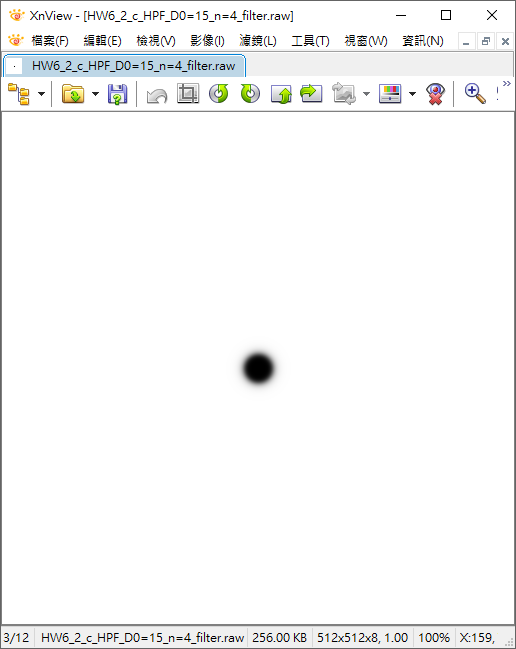 XnView - [HW6_2_c_HPF_D0=15_n=4_filter.raw]
檔案(F) 編輯(E) 檢視(V) 影像(I) 濾鏡(L) 工具(T) 視窗(W) 資訊(N)
HW6_2_c_HPF_D0=15_n=4_filter.raw
3/12 HW6_2_c_HPF_D0=15_n=4_filter.raw 256.00 KB 512x512x8, 1.00 100% X:159,